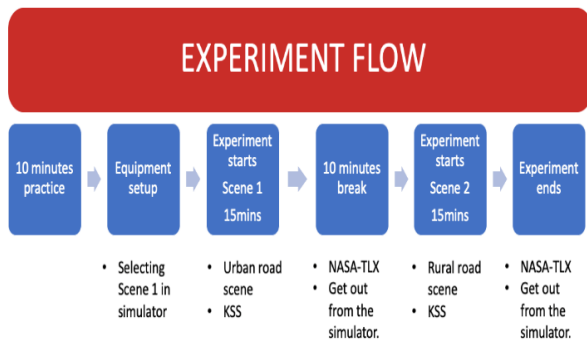 EXPERIMENT FLOW
10 minutes
practice
Equipment
setup
Experiment
starts
Scene 1
15mins
10 minutes
break
Experiment
starts
Scene 2
15mins
Experiment
ends
• Selecting
Scene 1 in
simulator
• Urban road
scene
• KSS
• NASA-TLX
• Get out
from the
simulator.
• Rural road
scene
• KSS
• NASA-TLX
• Get out
from the
simulator.